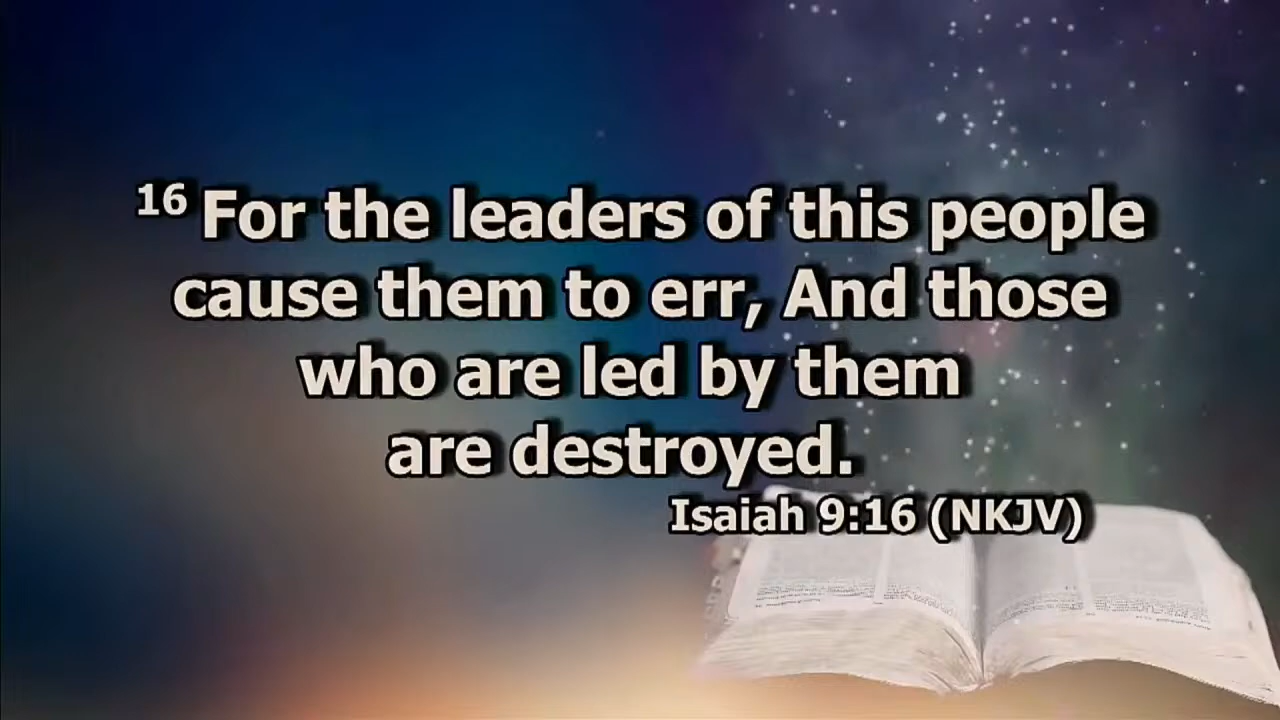 16 For the leaders of this people
cause them to err, And those
who are led by them
are destroyed.
Isaiah 9:16 (NKJV)